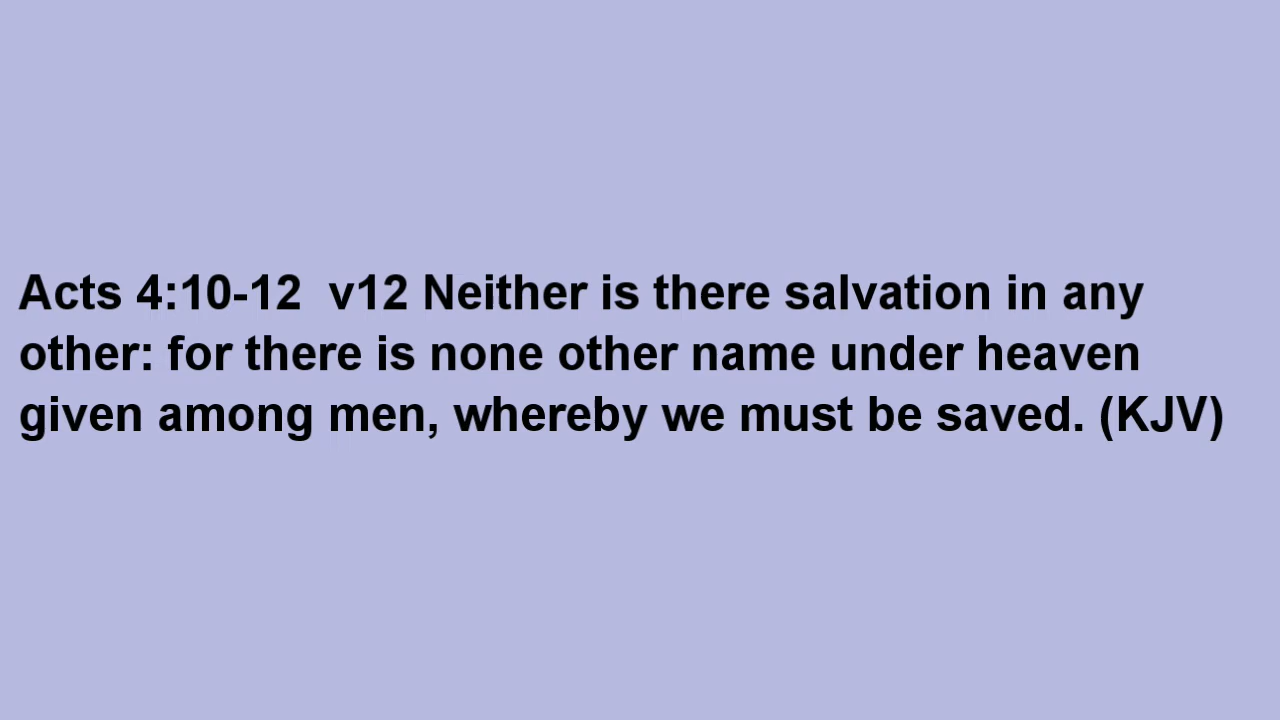 Acts 4:10-12  v12 Neither is there salvation in any
other: for there is none other name under heaven
given among men, whereby we must be saved. (KJV)